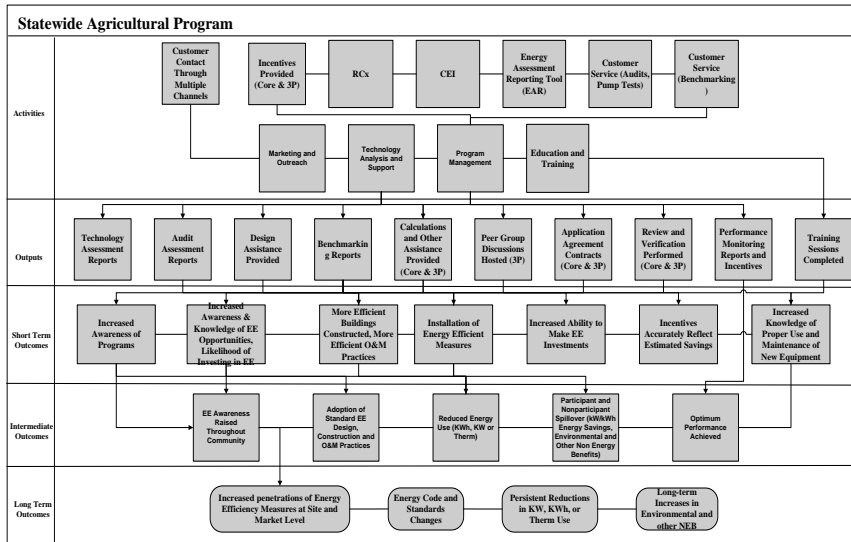 Statewide Agricultural Program
Activities
Customer
Contact
Through
Multiple
Channels
Incentives
Provided
(Core & 3P)
RCx
CEI
Energy
Assessment
Reporting Tool
(EAR)
Customer
Service (Audits,
Pump Tests)
Customer
Service
(Benchmarking
)
Marketing and
Outreach
Technology
Analysis and
Support
Program
Management
Education and
Training
Outputs
Technology
Assessment
Reports
Audit
Assessment
Reports
Design
Assistance
Provided
Benchmarkin
g Reports
Calculations
and Other
Assistance
Provided
(Core & 3P)
Peer Group
Discussions
Hosted (3P)
Application
Agreement
Contracts
(Core & 3P)
Review and
Verification
Performed
(Core & 3P)
Performance
Monitoring
Reports and
Incentives
Training
Sessions
Completed
Short Term
Outcomes
Increased
Awareness of
Programs
Increased
Awareness &
Knowledge of EE
Opportunities,
Likelihood of
Investing in EE
More Efficient
Buildings
Constructed, More
Efficient O&M
Practices
Installation of
Energy Efficient
Measures
Increased Ability to
Make EE
Investments
Incentives
Accurately Reflect
Estimated Savings
Increased
Knowledge of
Proper Use and
Maintenance of
New Equipment
Intermediate
Outcomes
EE Awareness
Raised
Throughout
Community
Adoption of
Standard EE
Design,
Construction and
O&M Practices
Reduced Energy
Use (KWh, KW or
Therm)
Participant and
Nonparticipant
Spillover (kW/kWh
Energy Savings,
Environmental and
Other Non Energy
Benefits)
Optimum
Performance
Achieved
Long Term
Outcomes
Increased penetrations of Energy
Efficiency Measures at Site and
Market Level
Energy Code and
Standards
Changes
Persistent Reductions
in KW, KWh, or
Therm Use
Long-term
Increases in
Environmental and
other NEB